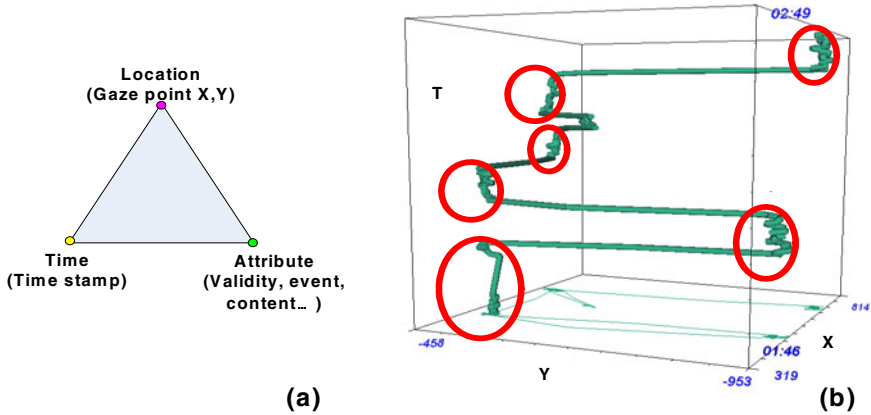 Location
(Gaze point X,Y)
Time
(Time stamp)
Attribute
(Validity, event,
content… )
(a)
02:49
T
814
X
01:46
319
-458
Y
-953
(b)